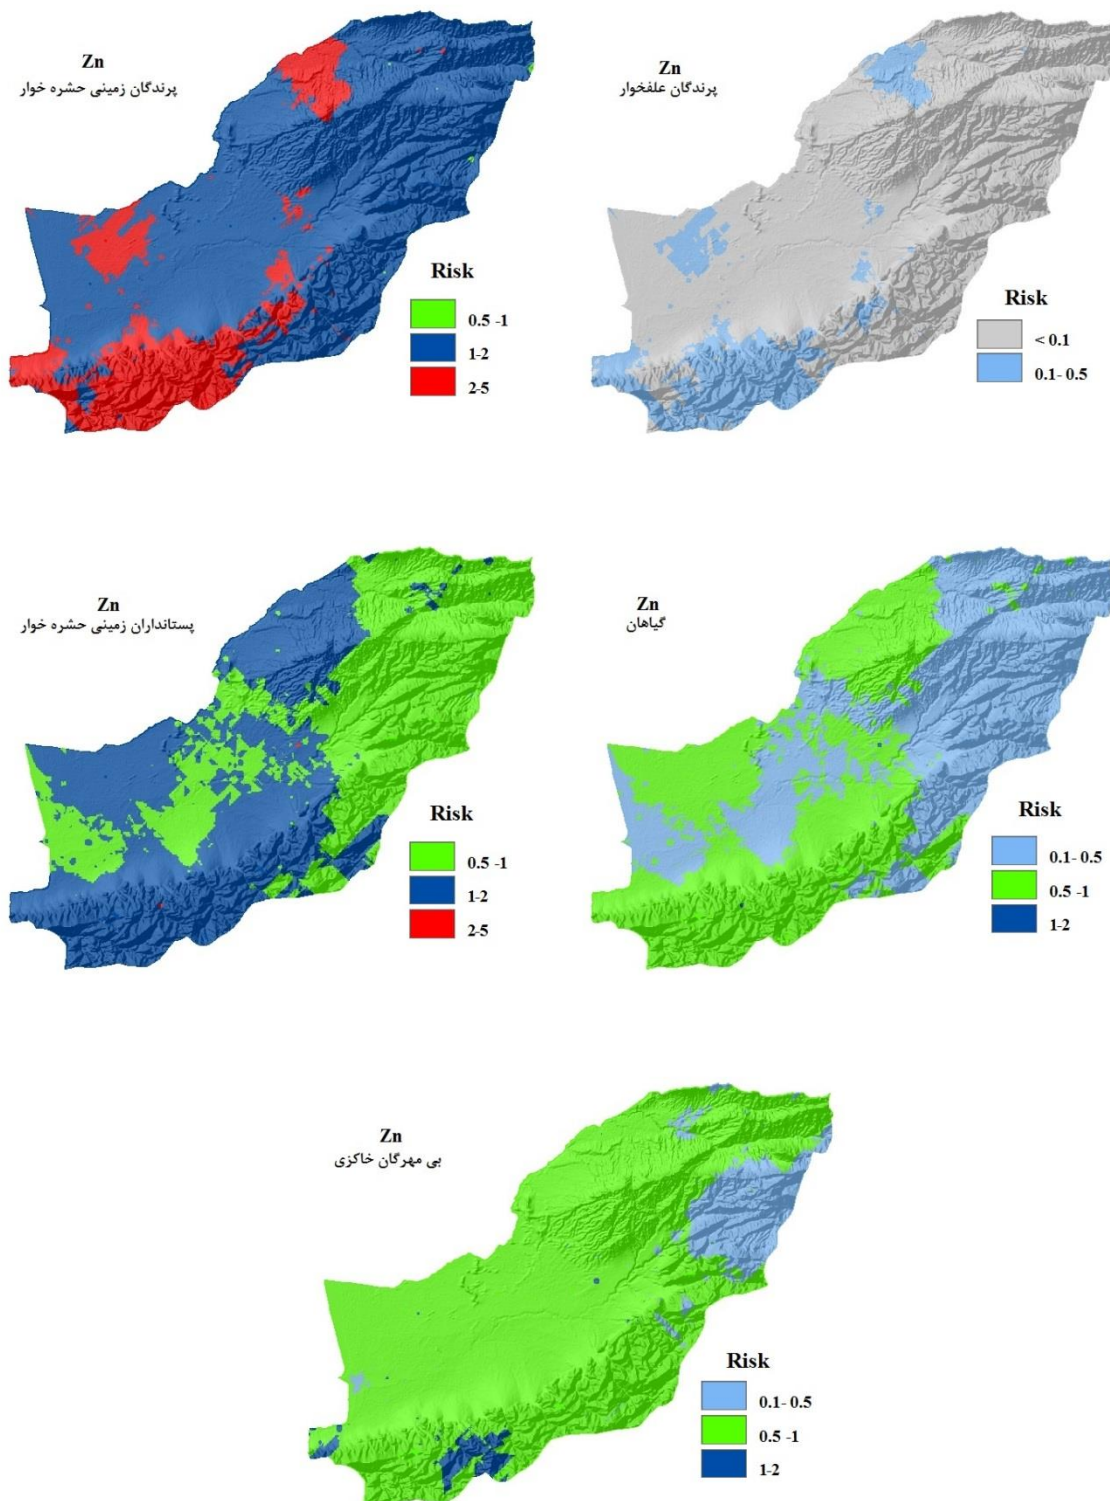 Zn
پرندگان زمینی حشره خوار
Risk
0.5 -1
1-2
2-5
Zn
پرندگان علفخوار
Risk
< 0.1
0.1- 0.5
Zn
پستانداران زمینی حشره خوار
Risk
0.5 -1
1-2
2-5
Zn
گیاهان
Risk
0.1- 0.5
0.5 -1
1-2
Zn
بی مهرگان خاکزی
Risk
0.1- 0.5
0.5 -1
1-2